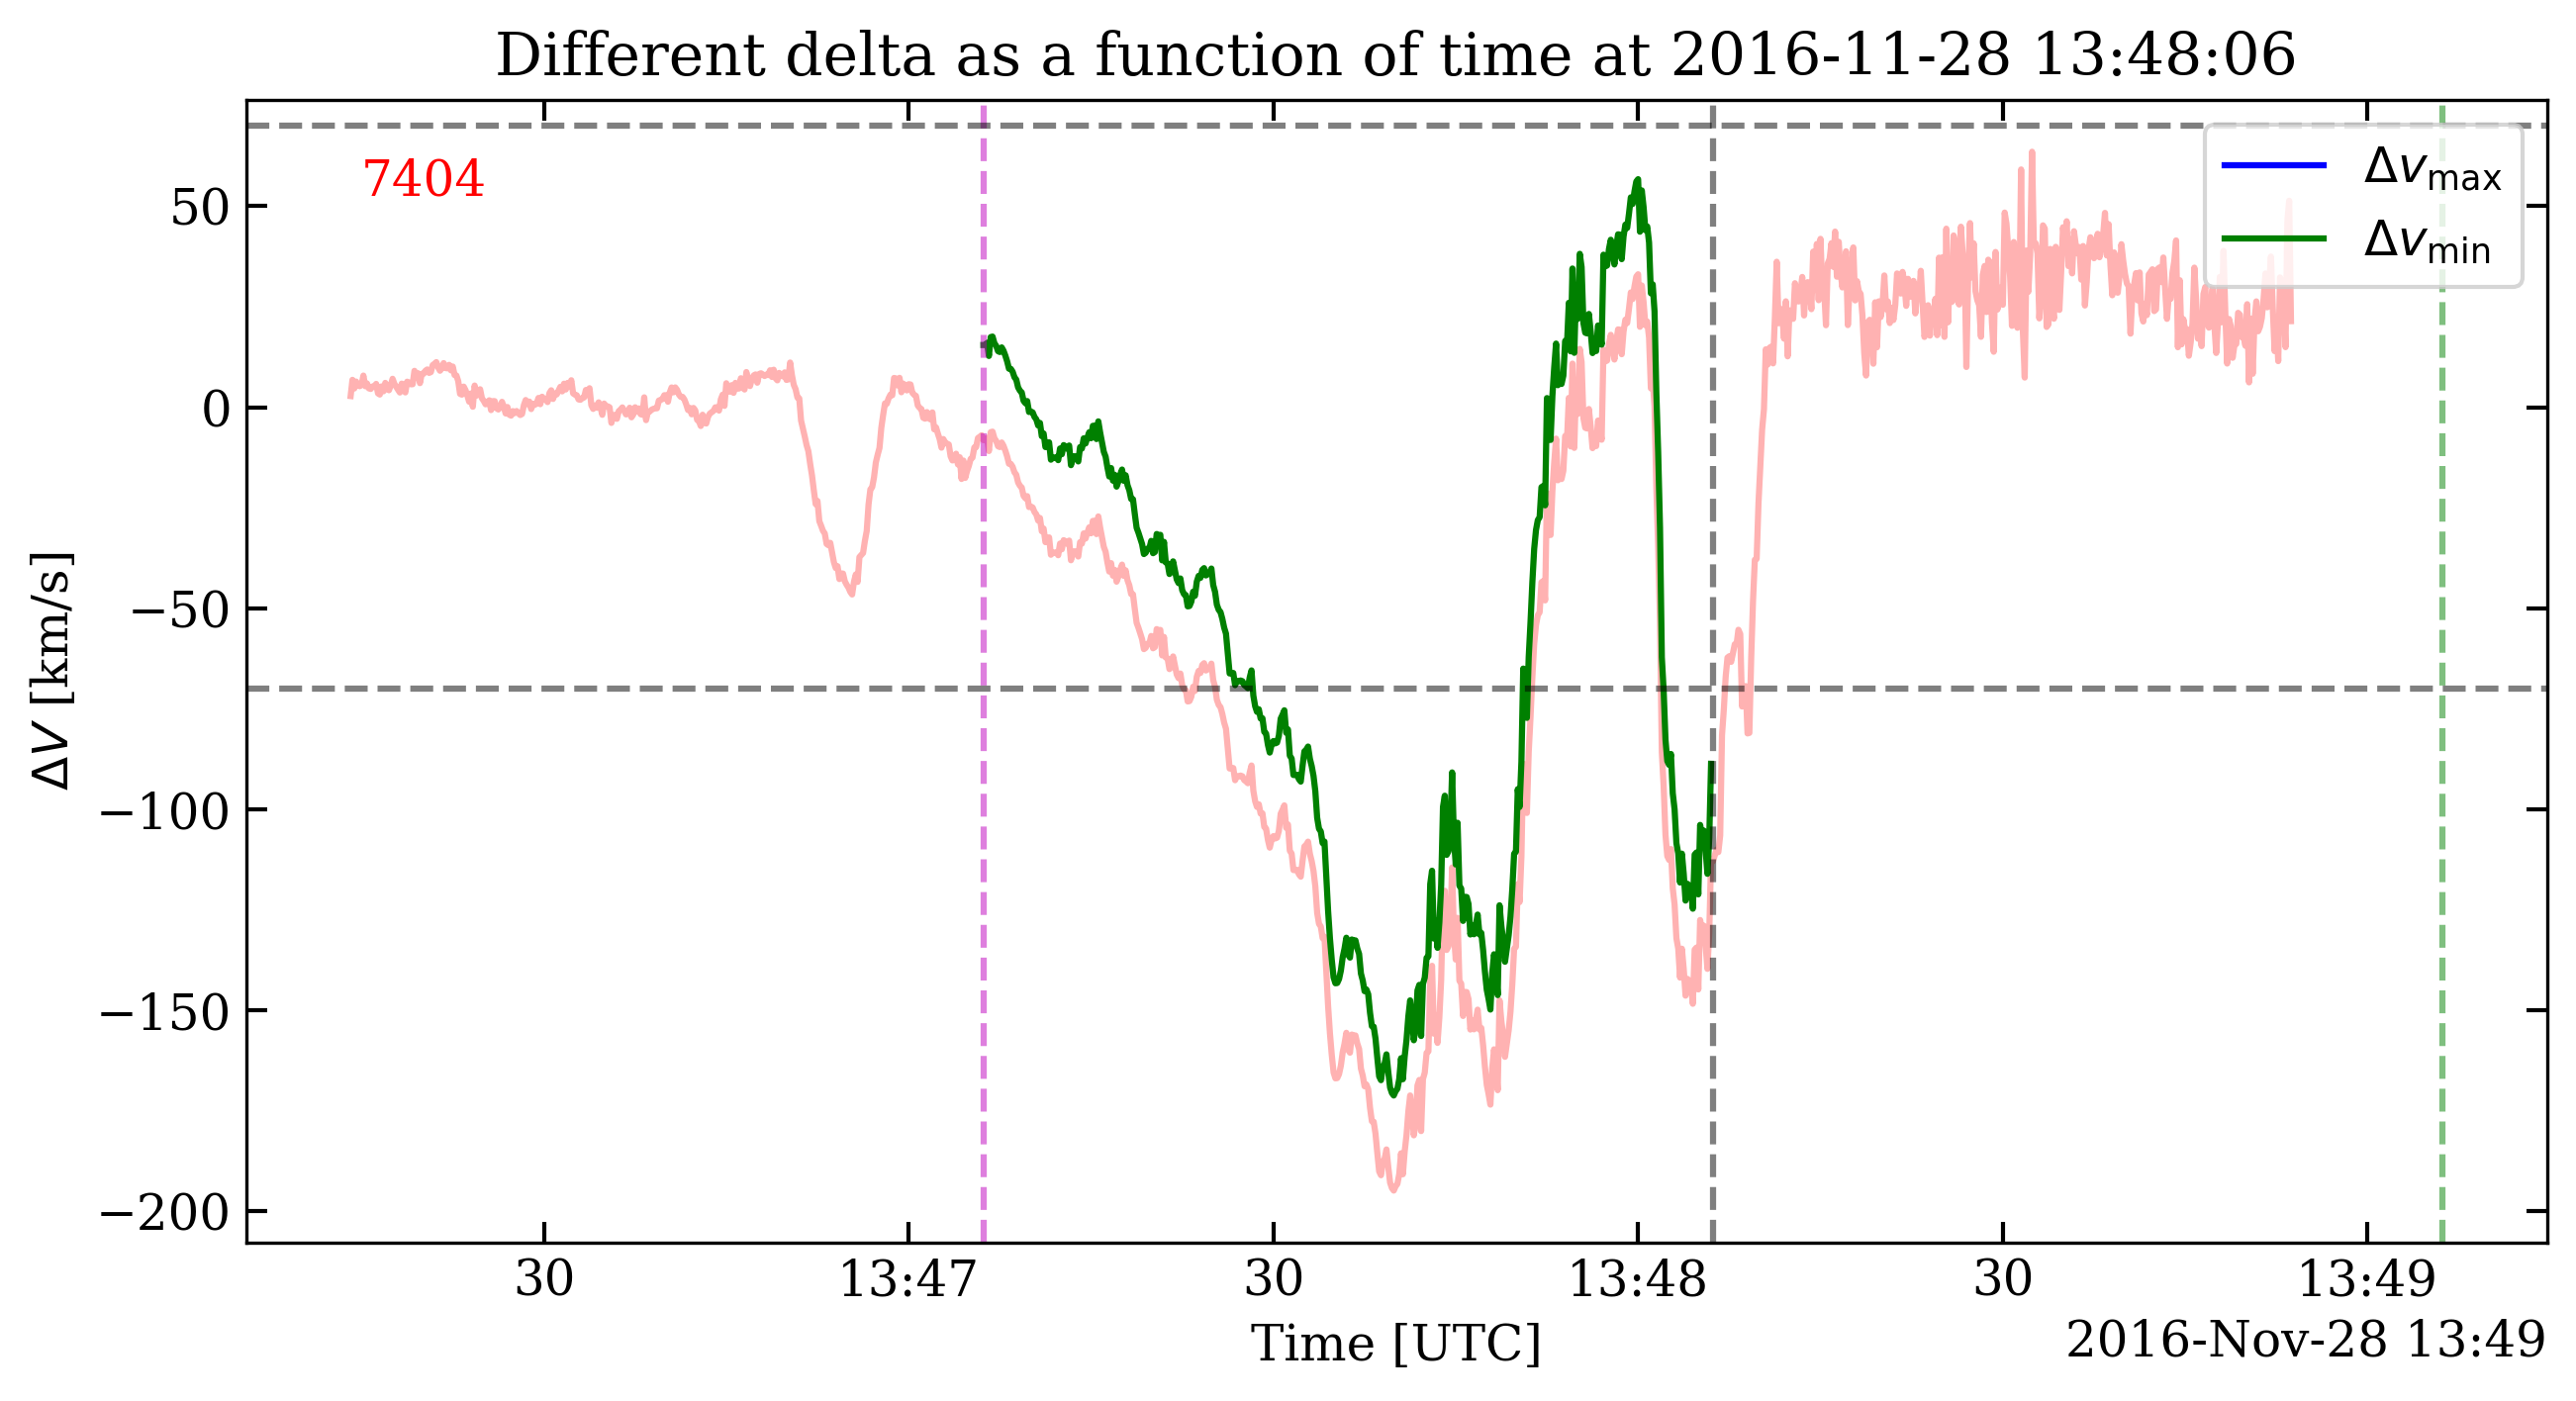 Different delta as a function of time at 2016-11-28 13:48:06
7404
Δv_max
Δv_min
50
0
−50
−100
−150
−200
ΔV [km/s]
30 13:47 30 13:48 30 13:49
Time [UTC]
2016-Nov-28 13:49